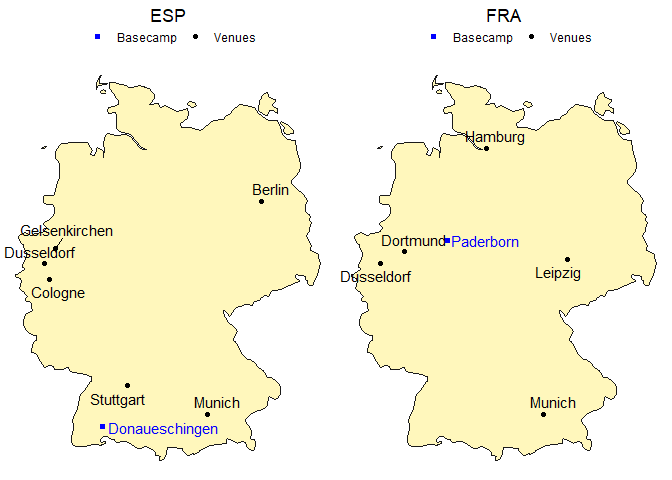 ESP
Basecamp Venues
Berlin
Gelsenkirchen
Dusseldorf
Cologne
Stuttgart
Munich
Donaueschingen
FRA
Basecamp Venues
Hamburg
Dortmund
Paderborn
Dusseldorf
Leipzig
Munich